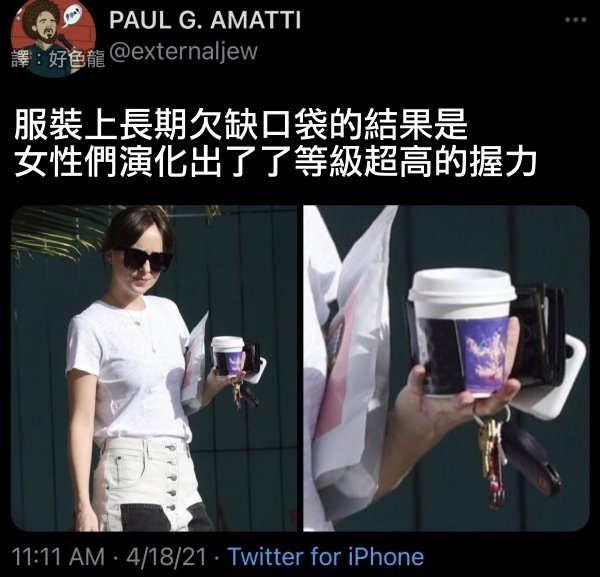 PAUL G. AMATTI
譯：好色龍 @externaljew
服裝上長期欠缺口袋的結果是
女性們演化出了了等級超高的握力
11:11 AM · 4/18/21 · Twitter for iPhone